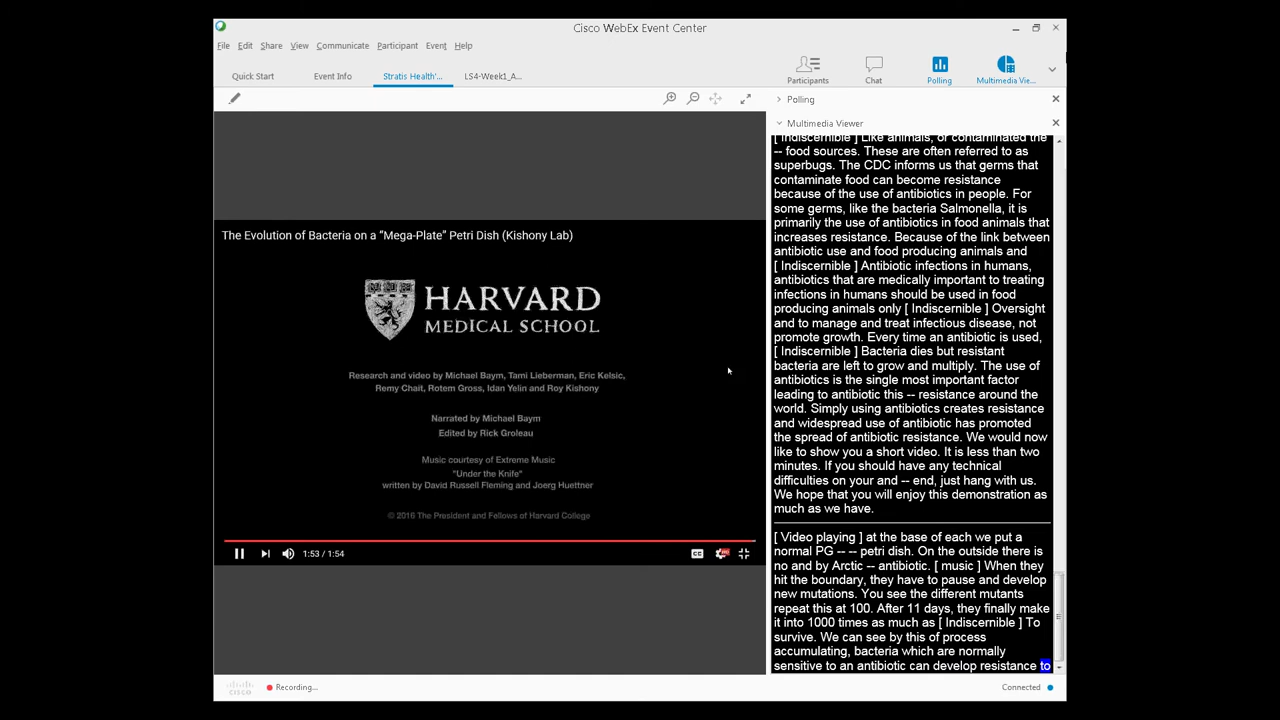 Cisco WebEx Event Center
File Edit Share View Communicate Participant Event Help
Quick Start Event Info Stratis Health'... LS4-Week1_A...
Participants Chat Polling Multimedia Vie...
Polling
Multimedia Viewer
The Evolution of Bacteria on a "Mega-Plate" Petri Dish (Kishony Lab)
HARVARD
MEDICAL SCHOOL
Research and video by Michael Baym, Tami Lieberman, Eric Kelsic,
Remy Chait, Rotem Gross, Idan Yelin and Roy Kishony
Narrated by Michael Baym
Edited by Rick Groleau
Music courtesy of Extreme Music
"Under the Knife"
written by David Russell Fleming and Joerg Huettner
© 2016 The President and Fellows of Harvard College
1:53 / 1:54
CC
[ Indiscernible ] Like animals, or contaminated the
-- food sources. These are often referred to as
superbugs. The CDC informs us that germs that
contaminate food can become resistance
because of the use of antibiotics in people. For
some germs, like the bacteria Salmonella, it is
primarily the use of antibiotics in food animals that
increases resistance. Because of the link between
antibiotic use and food producing animals and
[ Indiscernible ] Antibiotic infections in humans,
antibiotics that are medically important to treating
infections in humans should be used in food
producing animals only [ Indiscernible ] Oversight
and to manage and treat infectious disease, not
promote growth. Every time an antibiotic is used,
[ Indiscernible ] Bacteria dies but resistant
bacteria are left to grow and multiply. The use of
antibiotics is the single most important factor
leading to antibiotic this -- resistance around the
world. Simply using antibiotics creates resistance
and widespread use of antibiotic has promoted
the spread of antibiotic resistance. We would now
like to show you a short video. It is less than two
minutes. If you should have any technical
difficulties on your and -- end, just hang with us.
We hope that you will enjoy this demonstration as
much as we have.
[ Video playing ] at the base of each we put a
normal PG -- -- petri dish. On the outside there is
no and by Arctic -- antibiotic. [ music ] When they
hit the boundary, they have to pause and develop
new mutations. You see the different mutants
repeat this at 100. After 11 days, they finally make
it into 1000 times as much as [ Indiscernible ] To
survive. We can see by this of process
accumulating, bacteria which are normally
sensitive to an antibiotic can develop resistance to
cisco
Recording...
Connected